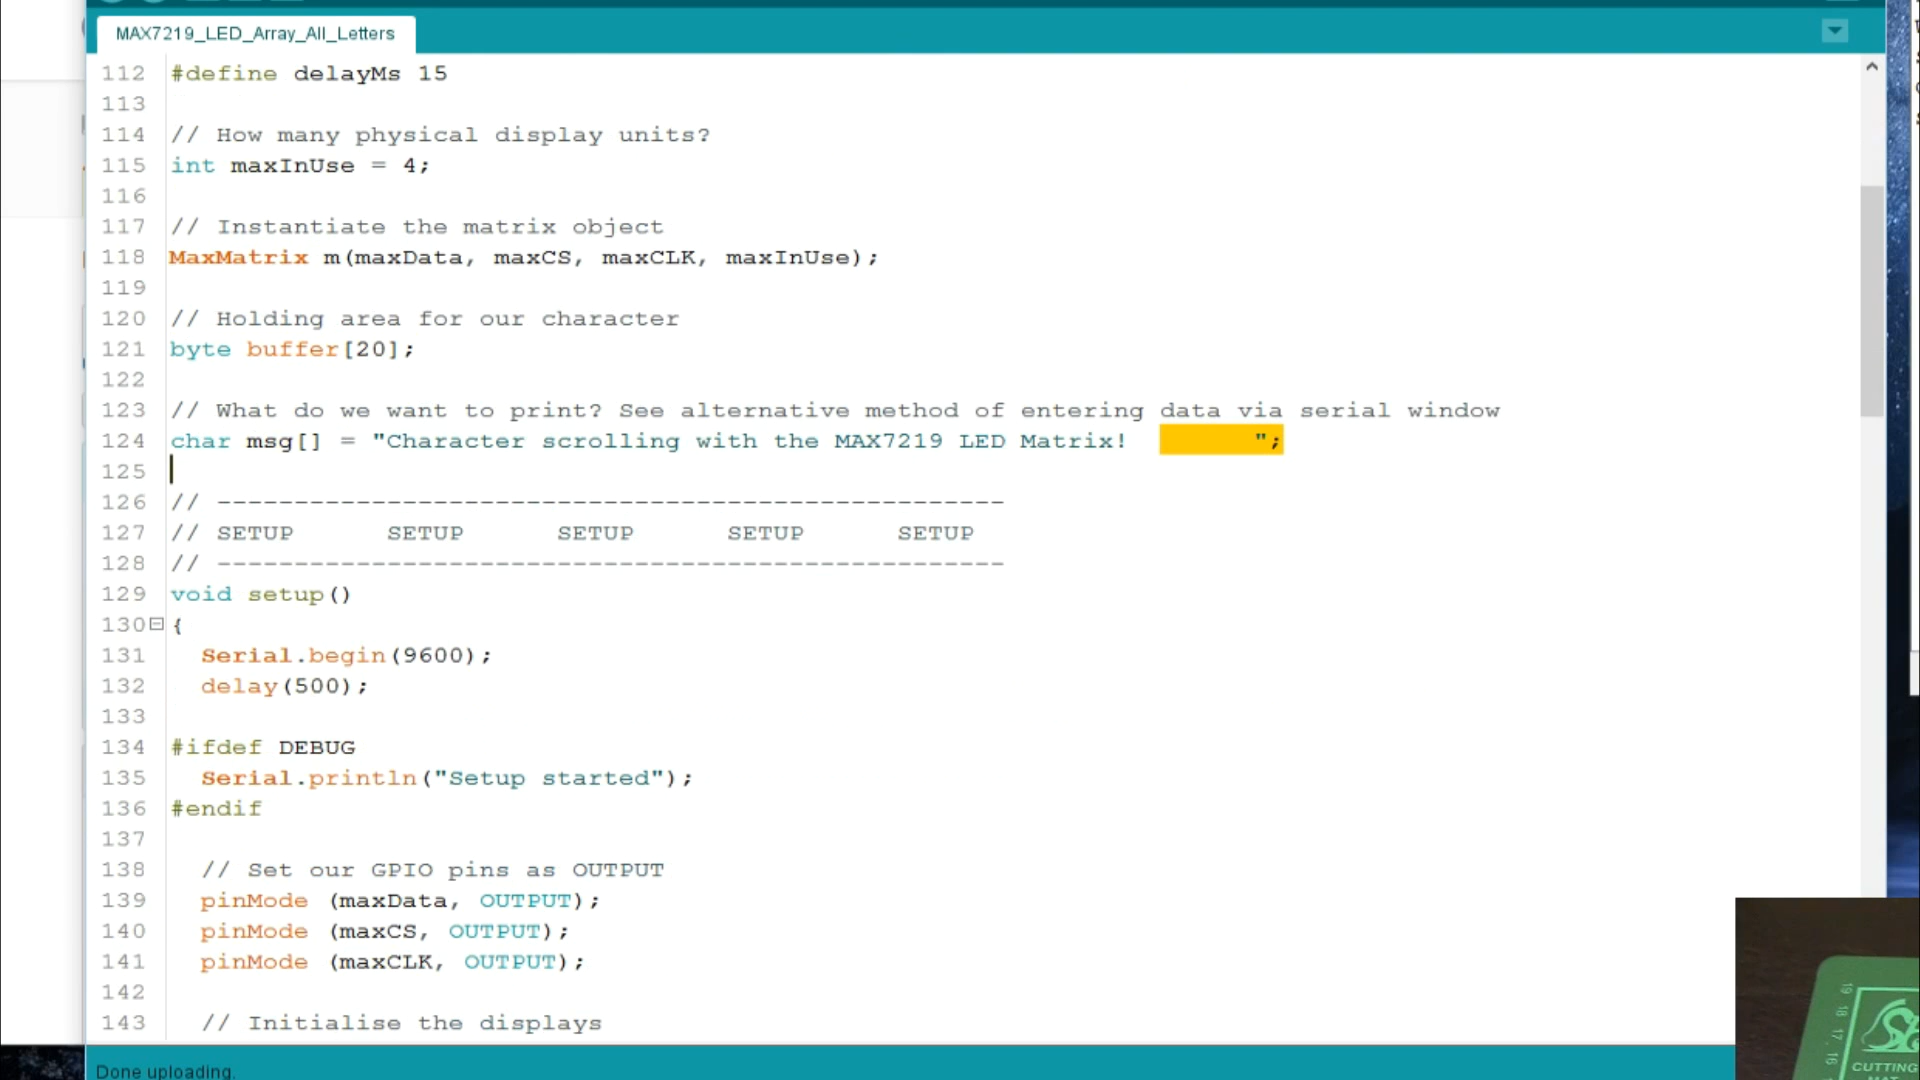 MAX7219_LED_Array_All_Letters
112 #define delayMs 15
113
114 // How many physical display units?
115 int maxInUse = 4;
116
117 // Instantiate the matrix object
118 MaxMatrix m(maxData, maxCS, maxCLK, maxInUse);
119
120 // Holding area for our character
121 byte buffer[20];
122
123 // What do we want to print? See alternative method of entering data via serial window
124 char msg[] = "Character scrolling with the MAX7219 LED Matrix!        ";
125
126 // ---------------------------------------------------
127 // SETUP      SETUP      SETUP      SETUP      SETUP
128 // ---------------------------------------------------
129 void setup()
130 {
131   Serial.begin(9600);
132   delay(500);
133
134 #ifdef DEBUG
135   Serial.println("Setup started");
136 #endif
137
138   // Set our GPIO pins as OUTPUT
139   pinMode (maxData, OUTPUT);
140   pinMode (maxCS, OUTPUT);
141   pinMode (maxCLK, OUTPUT);
142
143   // Initialise the displays
Done uploading.
19 18 17 16
CUTTING